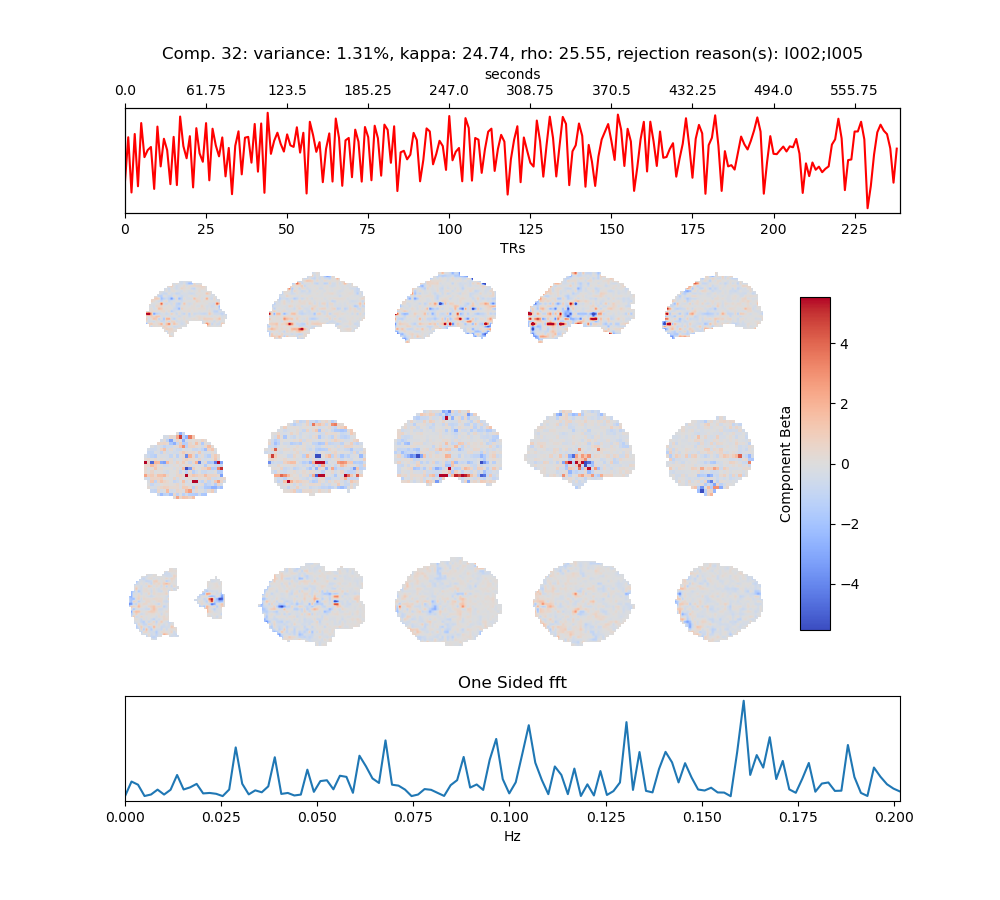 Comp. 32: variance: 1.31%, kappa: 24.74, rho: 25.55, rejection reason(s): I002;I005
seconds
0.0 61.75 123.5 185.25 247.0 308.75 370.5 432.25 494.0 555.75
0 25 50 75 100 125 150 175 200 225
TRs
4
2
0
−2
−4
Component Beta
One Sided fft
0.000 0.025 0.050 0.075 0.100 0.125 0.150 0.175 0.200
Hz